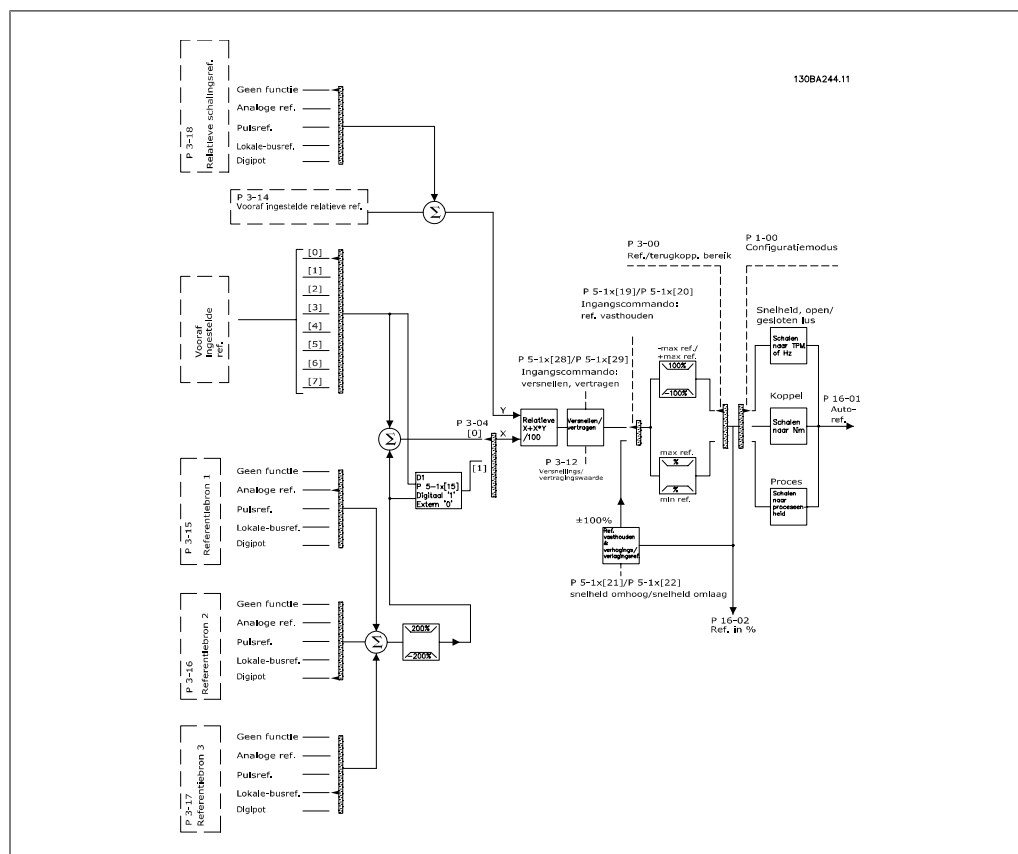 130BA244.11
P 3-18
Relatieve schalingsref.
Geen functie
Analoge ref.
Pulsref.
Lokale-busref.
Digipot
P 3-14
Vooraf ingestelde relatieve ref.
Σ
Vooraf
ingestelde
ref.
[0]
[1]
[2]
[3]
[4]
[5]
[6]
[7]
Σ
P 3-04
[0]
[1]
Y
X
D1
P 5-1x[15]
Digitaal '1'
Extern '0'
Relatieve
X+X*Y
/100
P 5-1x[28]/P 5-1x[29]
Ingangscommando:
versnellen, vertragen
Versnellen/
vertragen
P 3-12
Versnellings/
vertragingswaarde
P 5-1x[19]/P 5-1x[20]
Ingangscommando:
ref. vasthouden
P 3-00
Ref./terugkopp. bereik
P 1-00
Configuratiemodus
-max ref./
+max ref.
100%
-100%
max ref.
%
%
min ref.
±100%
Ref.
vasthouden
&
verhogings/
verlagingsref.
P 5-1x[21]/P 5-1x[22]
snelheid omhoog/snelheid omlaag
Snelheid, open/
gesloten lus
Schalen
naar TPM
of Hz
Koppel
Schalen
naar Nm
Proces
Schalen
naar
proceseen-
heid
P 16-01
Auto-
ref.
P 16-02
Ref. in %
P 3-15
Referentiebron 1
Geen functie
Analoge ref.
Pulsref.
Lokale-busref.
Digipot
P 3-16
Referentiebron 2
Geen functie
Analoge ref.
Pulsref.
Lokale-busref.
Digipot
Σ
200%
-200%
P 3-17
Referentiebron 3
Geen functie
Analoge ref.
Pulsref.
Lokale-busref.
Digipot